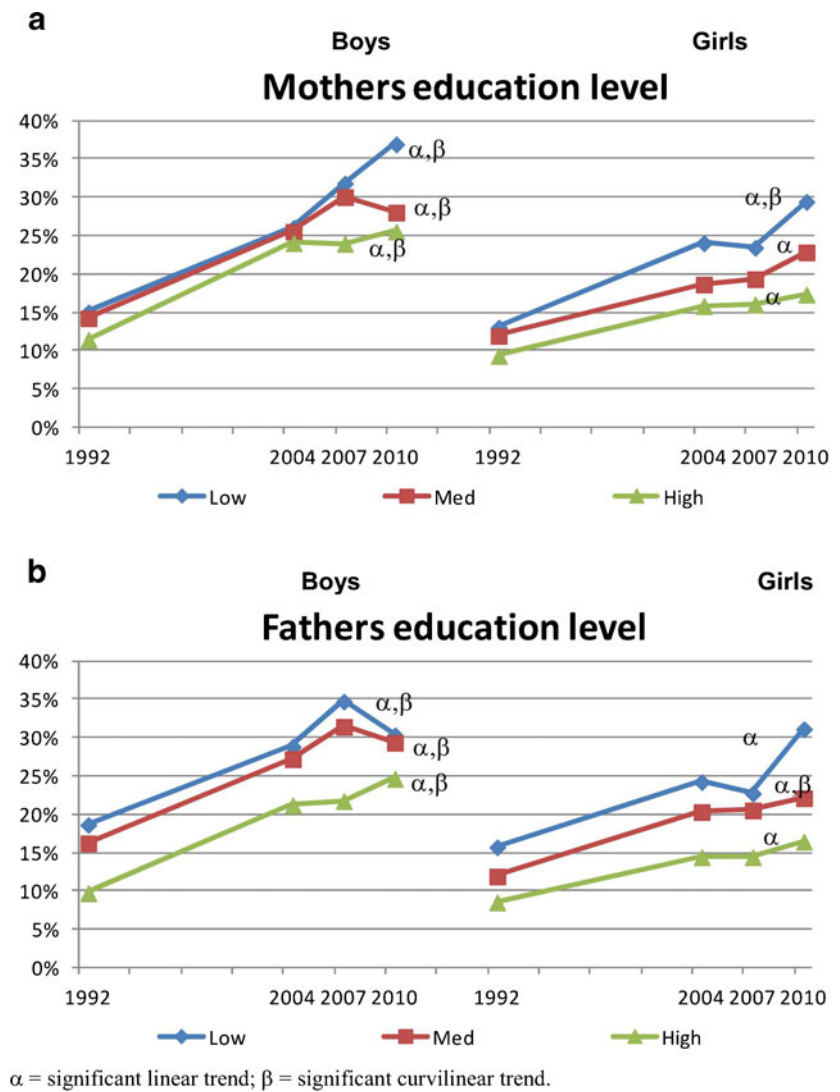 a
Boys Girls
Mothers education level
40%
35%
30%
25%
20%
15%
10%
5%
0%
α,β
α,β
α,β
α,β
α
α
1992 2004 2007 2010 1992 2004 2007 2010
Low Med High
b
Boys Girls
Fathers education level
40%
35%
30%
25%
20%
15%
10%
5%
0%
α,β
α,β
α,β
α
α,β
α
1992 2004 2007 2010 1992 2004 2007 2010
Low Med High
α = significant linear trend; β = significant curvilinear trend.